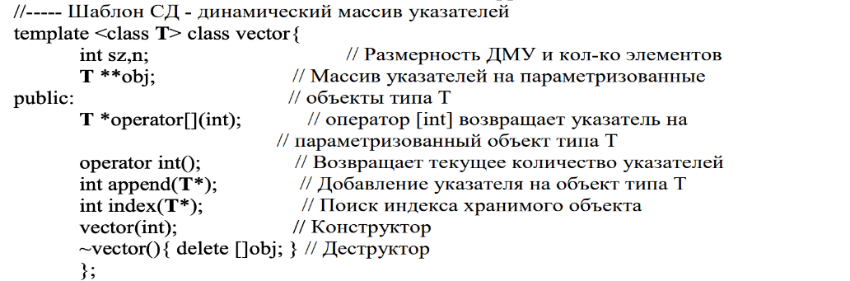 //----- Шаблон СД - динамический массив указателей
template <class T> class vector{
int sz,n; // Размерность ДМУ и кол-ко элементов
T **obj; // Массив указателей на параметризованные
public: // объекты типа T
T *operator[](int); // оператор [int] возвращает указатель на
// параметризованный объект типа T
operator int(); // Возвращает текущее количество указателей
int append(T*); // Добавление указателя на объект типа T
int index(T*); // Поиск индекса хранимого объекта
vector(int); // Конструктор
~vector(){ delete []obj; } // Деструктор
};